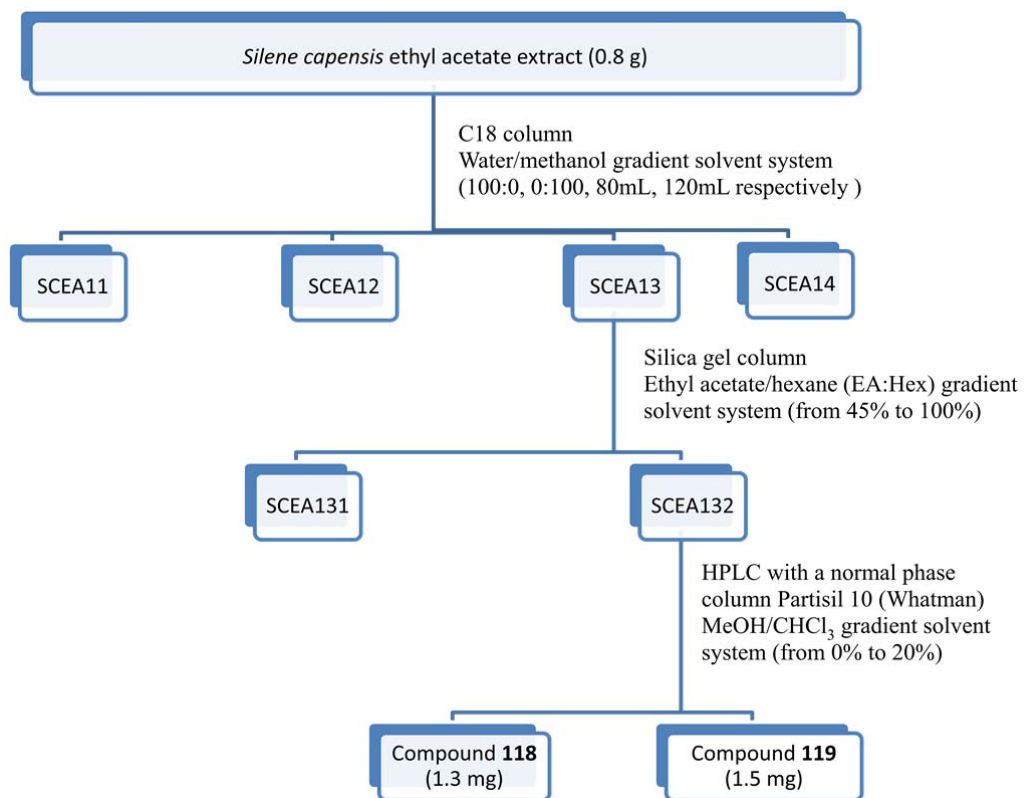 Silene capensis ethyl acetate extract (0.8 g)
C18 column
Water/methanol gradient solvent system
(100:0, 0:100, 80mL, 120mL respectively )
SCEA11
SCEA12
SCEA13
SCEA14
Silica gel column
Ethyl acetate/hexane (EA:Hex) gradient
solvent system (from 45% to 100%)
SCEA131
SCEA132
HPLC with a normal phase
column Partisil 10 (Whatman)
MeOH/CHCl₃ gradient solvent
system (from 0% to 20%)
Compound 118
(1.3 mg)
Compound 119
(1.5 mg)